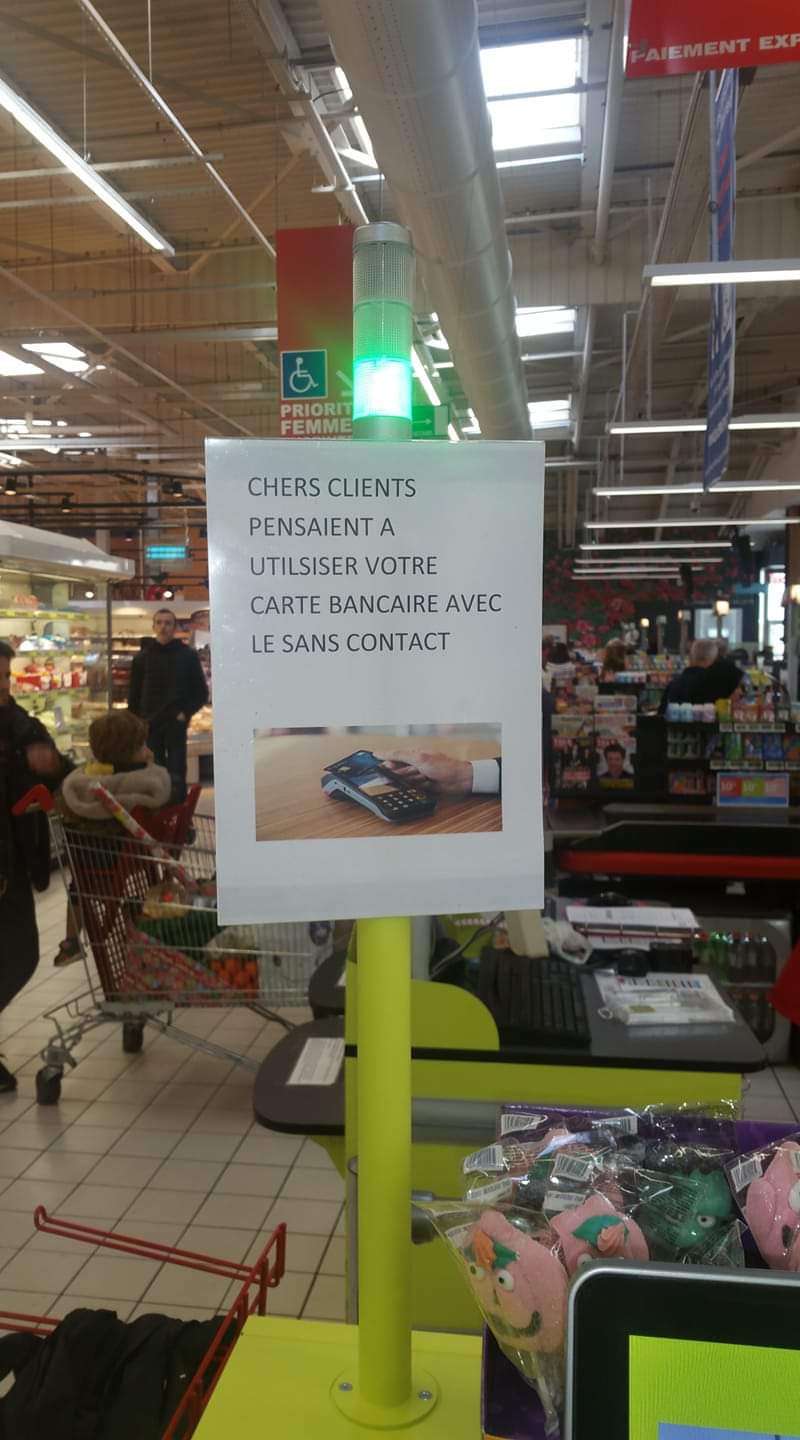 PAIEMENT EXP
PRIORIT
FEMME
CHERS CLIENTS
PENSAIENT A
UTILSISER VOTRE
CARTE BANCAIRE AVEC
LE SANS CONTACT